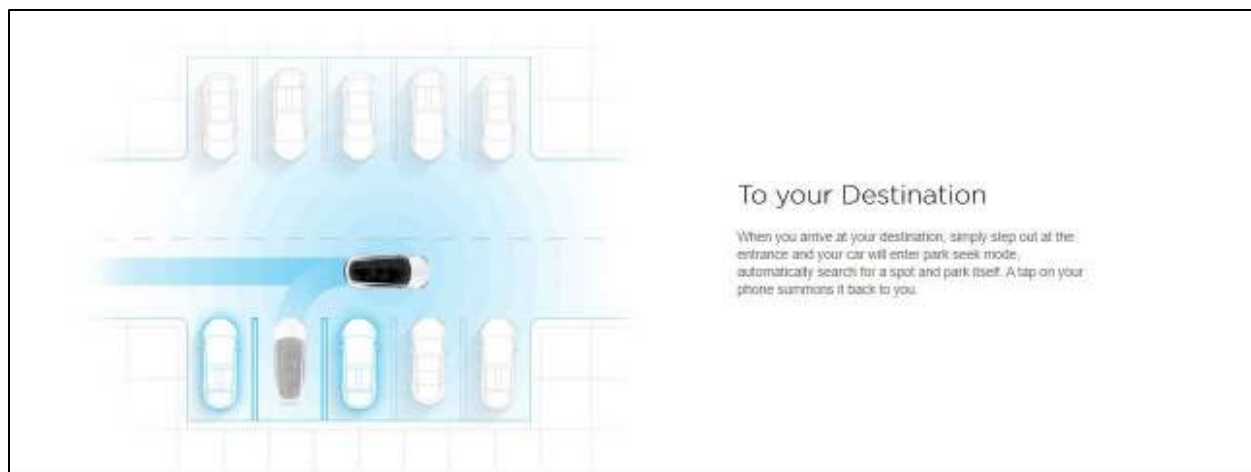 To your Destination
When you arrive at your destination, simply step out at the
entrance and your car will enter park seek mode,
automatically search for a spot and park itself. A tap on your
phone summons it back to you.